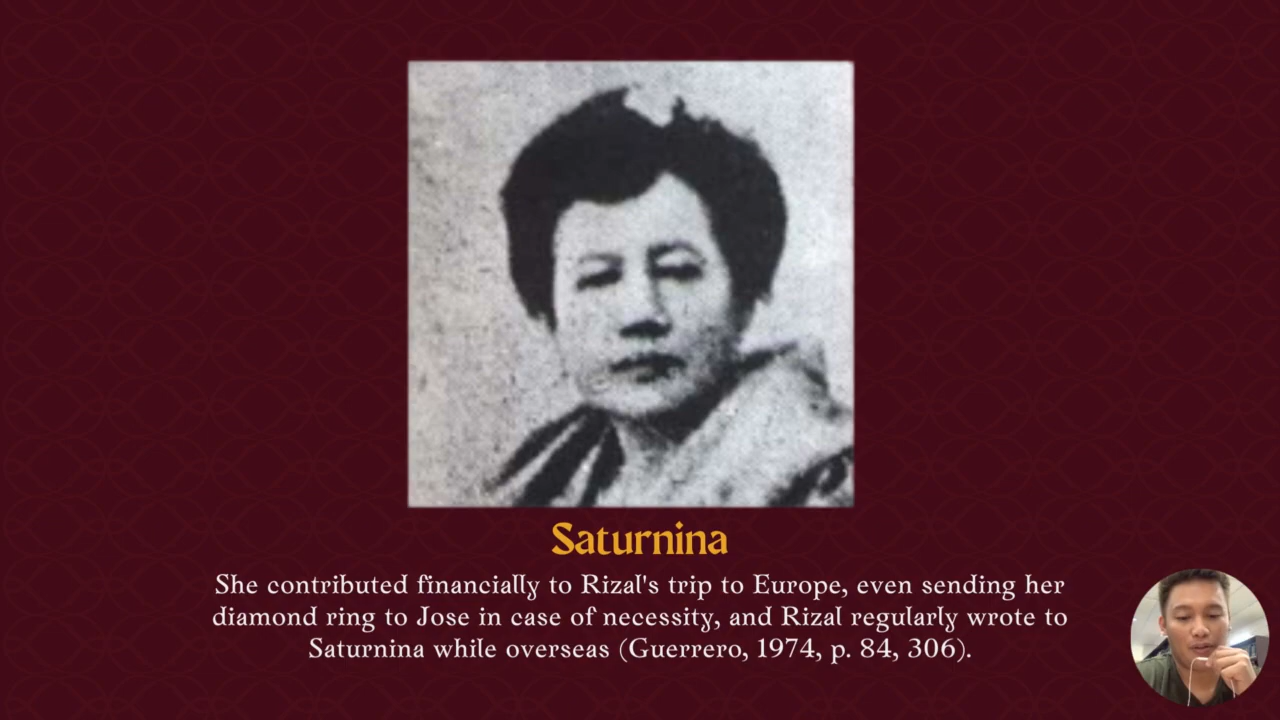 Saturnina
She contributed financially to Rizal's trip to Europe, even sending her
diamond ring to Jose in case of necessity, and Rizal regularly wrote to
Saturnina while overseas (Guerrero, 1974, p. 84, 306).